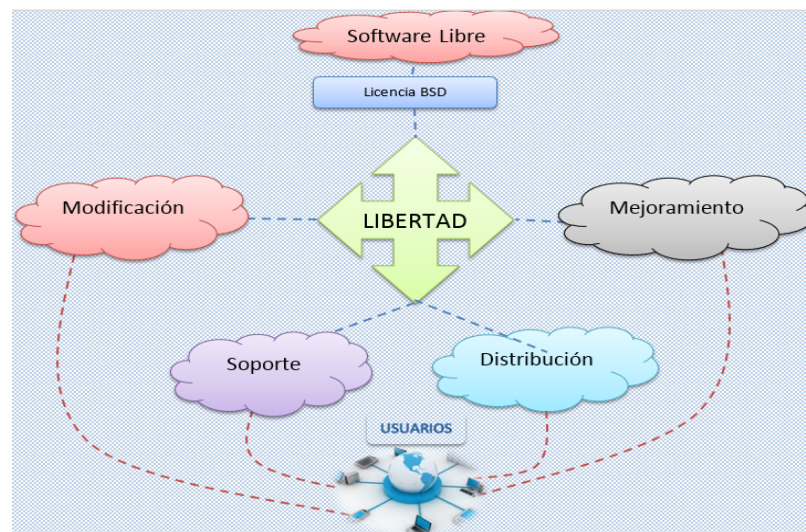 Software Libre
Licencia BSD
Modificación
LIBERTAD
Mejoramiento
Soporte
Distribución
USUARIOS